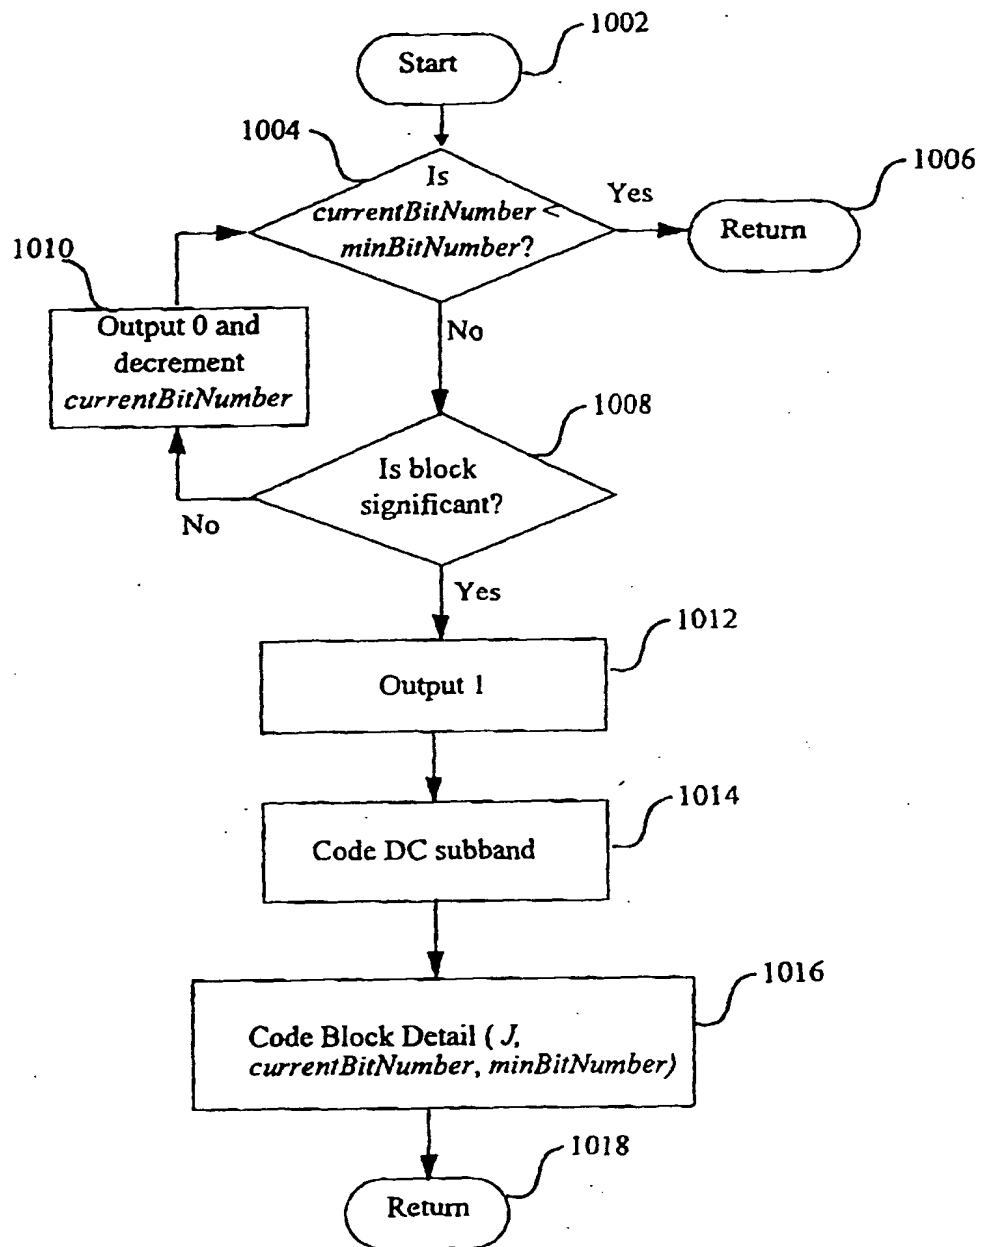 1002
Start
1004
Is
currentBitNumber <
minBitNumber?
Yes
1006
Return
1010
Output 0 and
decrement
currentBitNumber
No
1008
Is block
significant?
No
Yes
1012
Output 1
1014
Code DC subband
1016
Code Block Detail ( J,
currentBitNumber, minBitNumber)
1018
Return